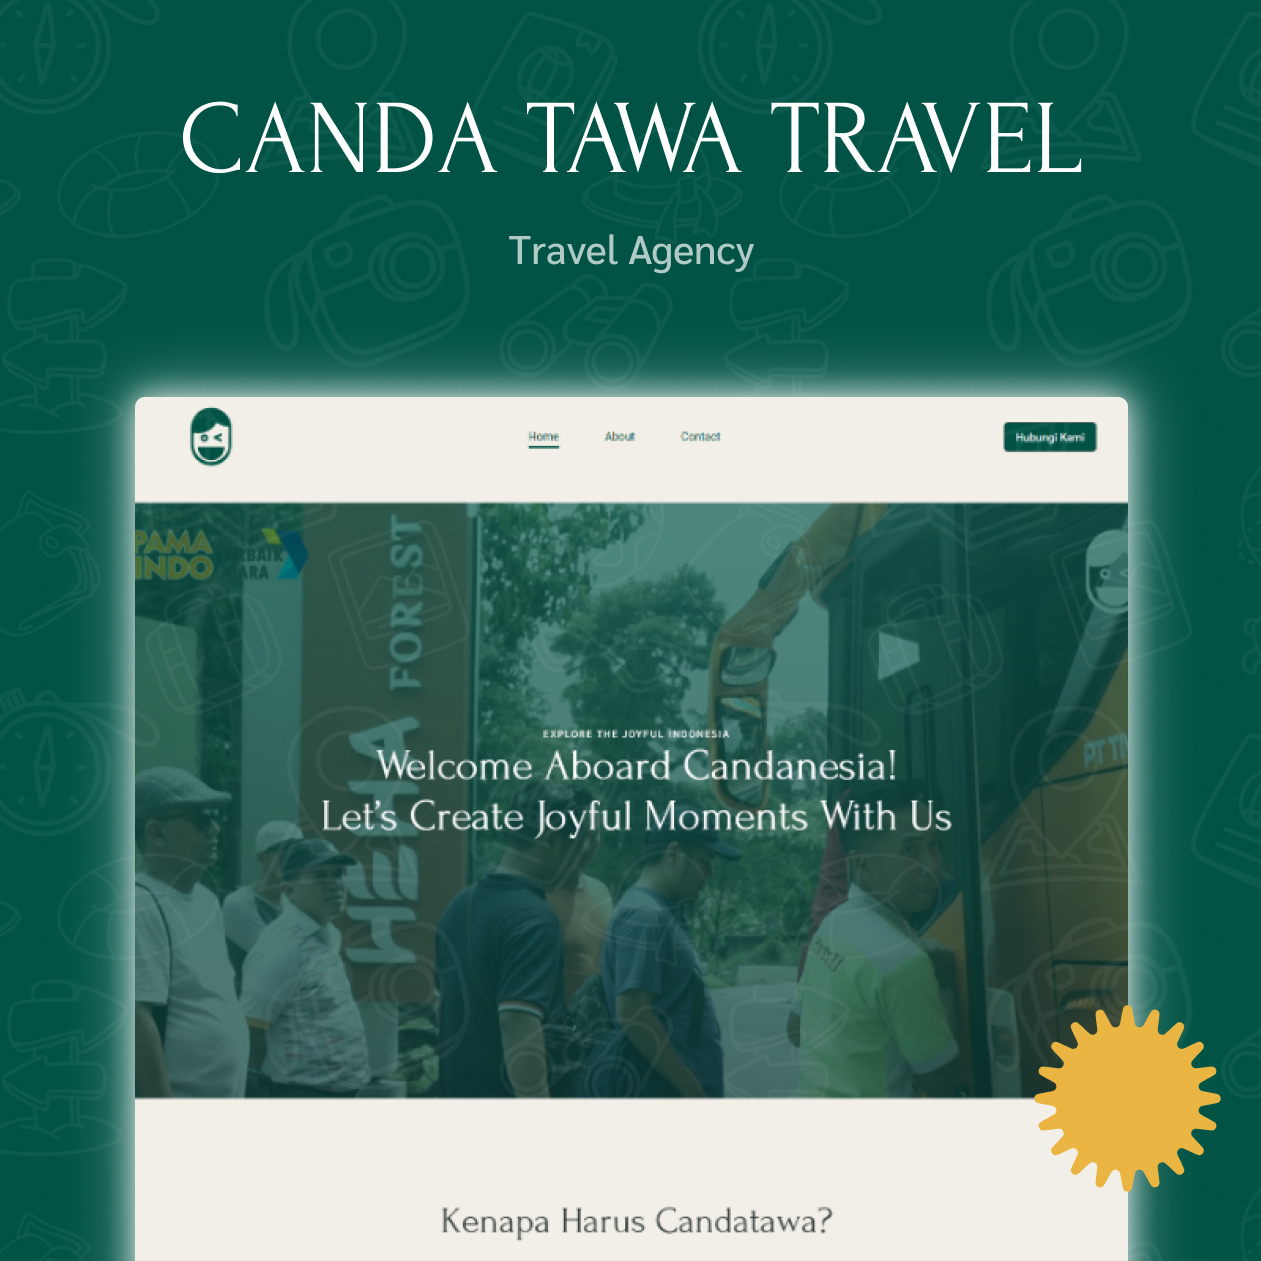 CANDA TAWA TRAVEL
Travel Agency
Home About Contact
Hubungi Kami
PAMA
INDO
FOREST
HEHA
EXPLORE THE JOYFUL INDONESIA
Welcome Aboard Candanesia!
Let's Create Joyful Moments With Us
Kenapa Harus Candatawa?